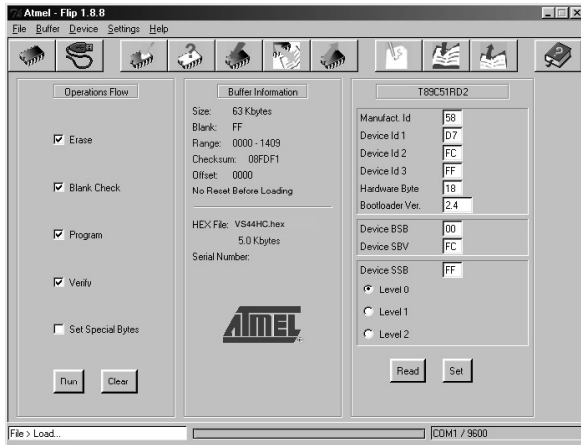 Atmel - Flip 1.8.8
File Buffer Device Settings Help
Operations Flow
Erase
Blank Check
Program
Verify
Set Special Bytes
Run Clear
Buffer Information
Size: 63 Kbytes
Blank: FF
Range: 0000 - 1409
Checksum: 08FDF1
Offset: 0000
No Reset Before Loading
HEX File: VS44HC.hex
5.0 Kbytes
Serial Number:
ATMEL
T89C51RD2
Manufact. Id 58
Device Id 1 D7
Device Id 2 FC
Device Id 3 FF
Hardware Byte 18
Bootloader Ver. 2.4
Device BSB 00
Device SBV FC
Device SSB FF
Level 0
Level 1
Level 2
Read Set
File > Load...
COM1 / 9600